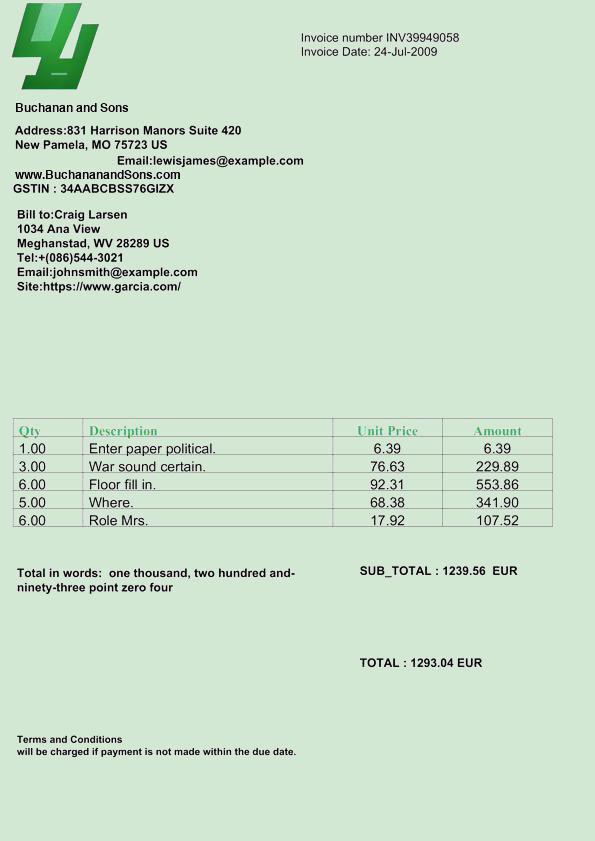 Invoice number INV39949058
Invoice Date: 24-Jul-2009
Buchanan and Sons
Address:831 Harrison Manors Suite 420
New Pamela, MO 75723 US
Email:lewisjames@example.com
www.BuchananandSons.com
GSTIN : 34AABCBSS76GIZX
Bill to:Craig Larsen
1034 Ana View
Meghanstad, WV 28289 US
Tel:+(086)544-3021
Email:johnsmith@example.com
Site:https://www.garcia.com/
Qty Description Unit Price Amount
1.00 Enter paper political. 6.39 6.39
3.00 War sound certain. 76.63 229.89
6.00 Floor fill in. 92.31 553.86
5.00 Where. 68.38 341.90
6.00 Role Mrs. 17.92 107.52
Total in words: one thousand, two hundred and-
ninety-three point zero four
SUB_TOTAL : 1239.56 EUR
TOTAL : 1293.04 EUR
Terms and Conditions
will be charged if payment is not made within the due date.